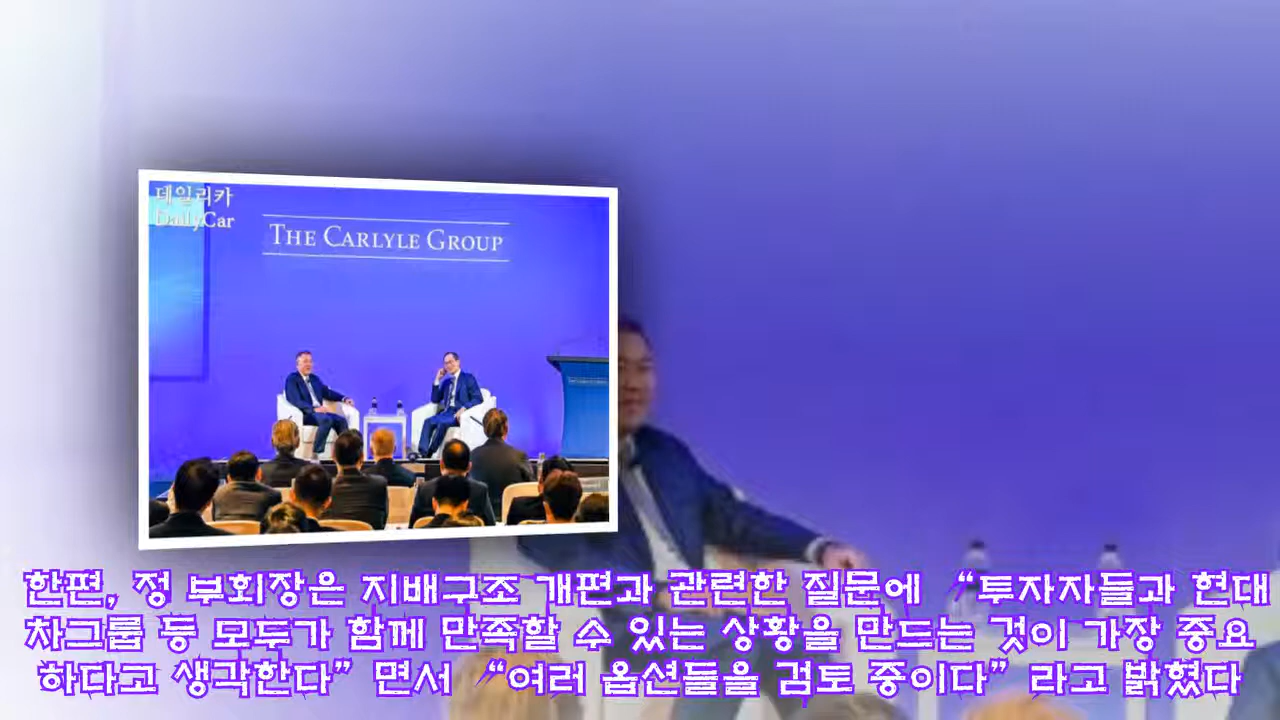 데일리카
DailyCar
THE CARLYLE GROUP
한편, 정 부회장은 지배구조 개편과 관련한 질문에 “투자자들과 현대
차그룹 등 모두가 함께 만족할 수 있는 상황을 만드는 것이 가장 중요
하다고 생각한다” 면서 “여러 옵션들을 검토 중이다” 라고 밝혔다